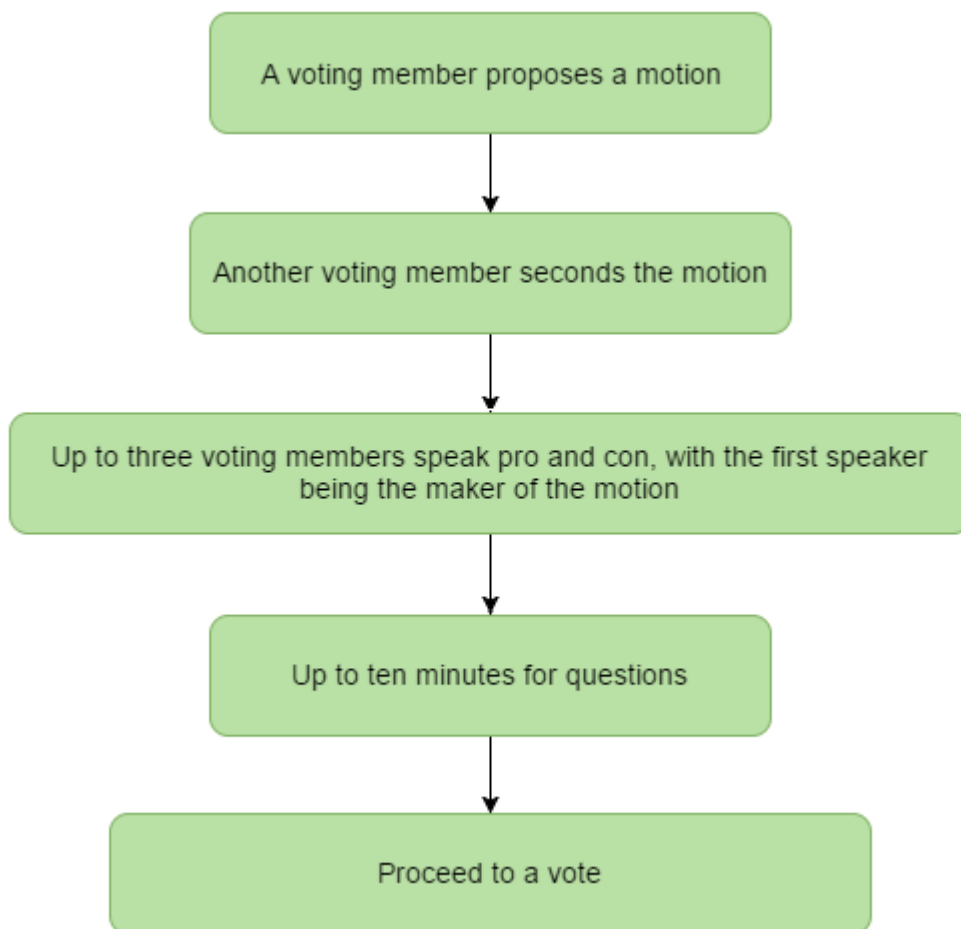 A voting member proposes a motion
Another voting member seconds the motion
Up to three voting members speak pro and con, with the first speaker
being the maker of the motion
Up to ten minutes for questions
Proceed to a vote